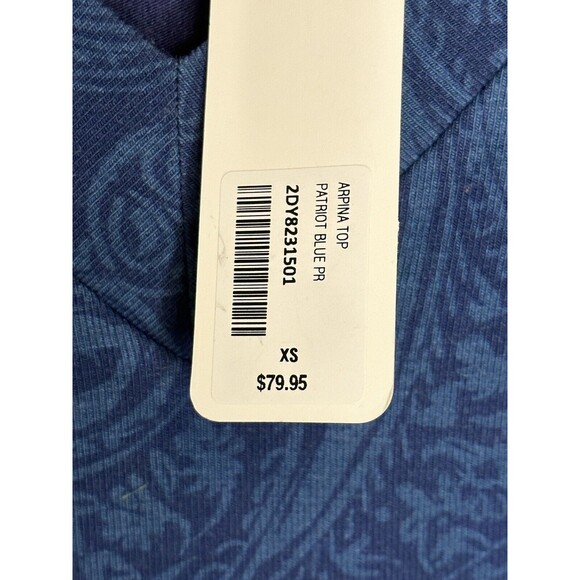 ARPINA TOP
PATRIOT BLUE PR
2DY8231501
XS
$79.95